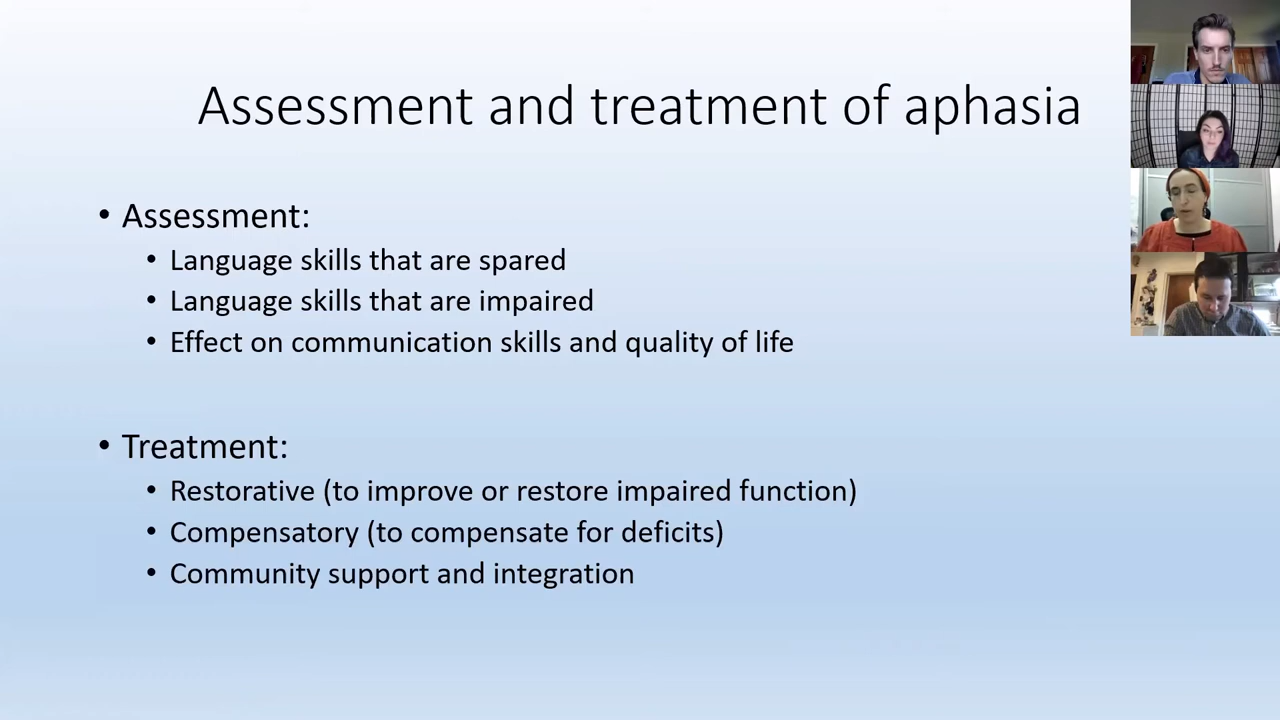 Assessment and treatment of aphasia
• Assessment:
• Language skills that are spared
• Language skills that are impaired
• Effect on communication skills and quality of life
• Treatment:
• Restorative (to improve or restore impaired function)
• Compensatory (to compensate for deficits)
• Community support and integration